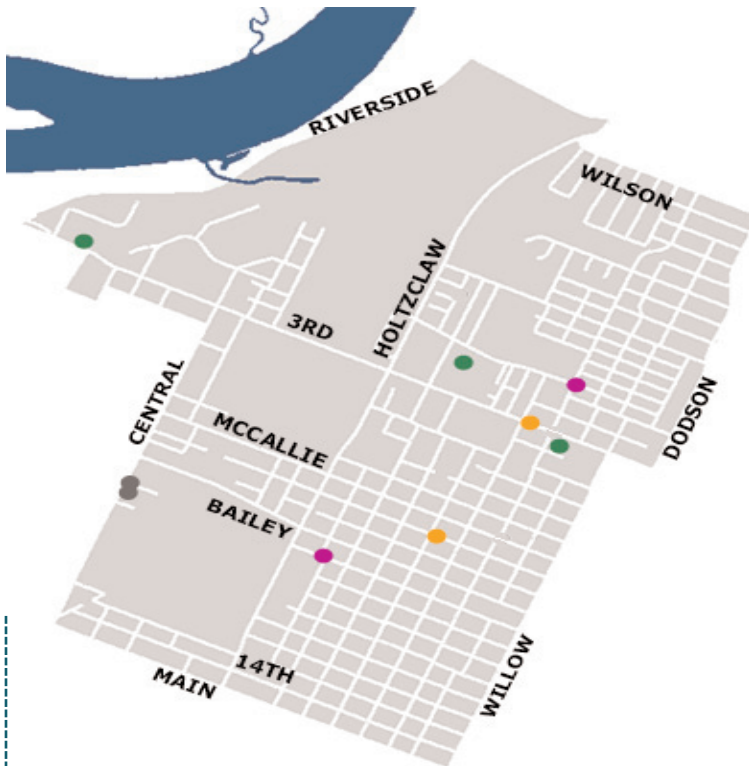 RIVERSIDE
WILSON
HOLTZCLAW
3RD
CENTRAL
MCCALLIE
DODSON
BAILEY
14TH
MAIN
WILLOW